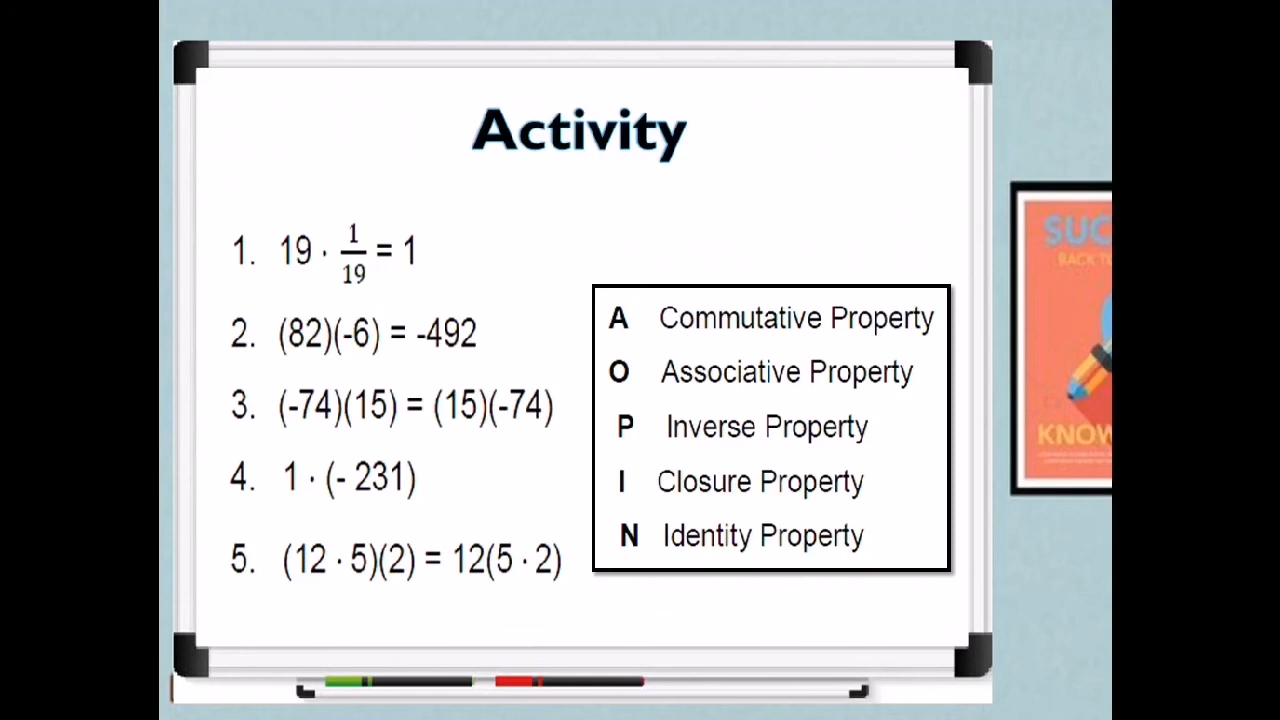 Activity
1. 19 · 1/19 = 1
2. (82)(-6) = -492
3. (-74)(15) = (15)(-74)
4. 1 · (- 231)
5. (12 · 5)(2) = 12(5 · 2)
A Commutative Property
O Associative Property
P Inverse Property
I Closure Property
N Identity Property
SUC
BACK T
KNOW